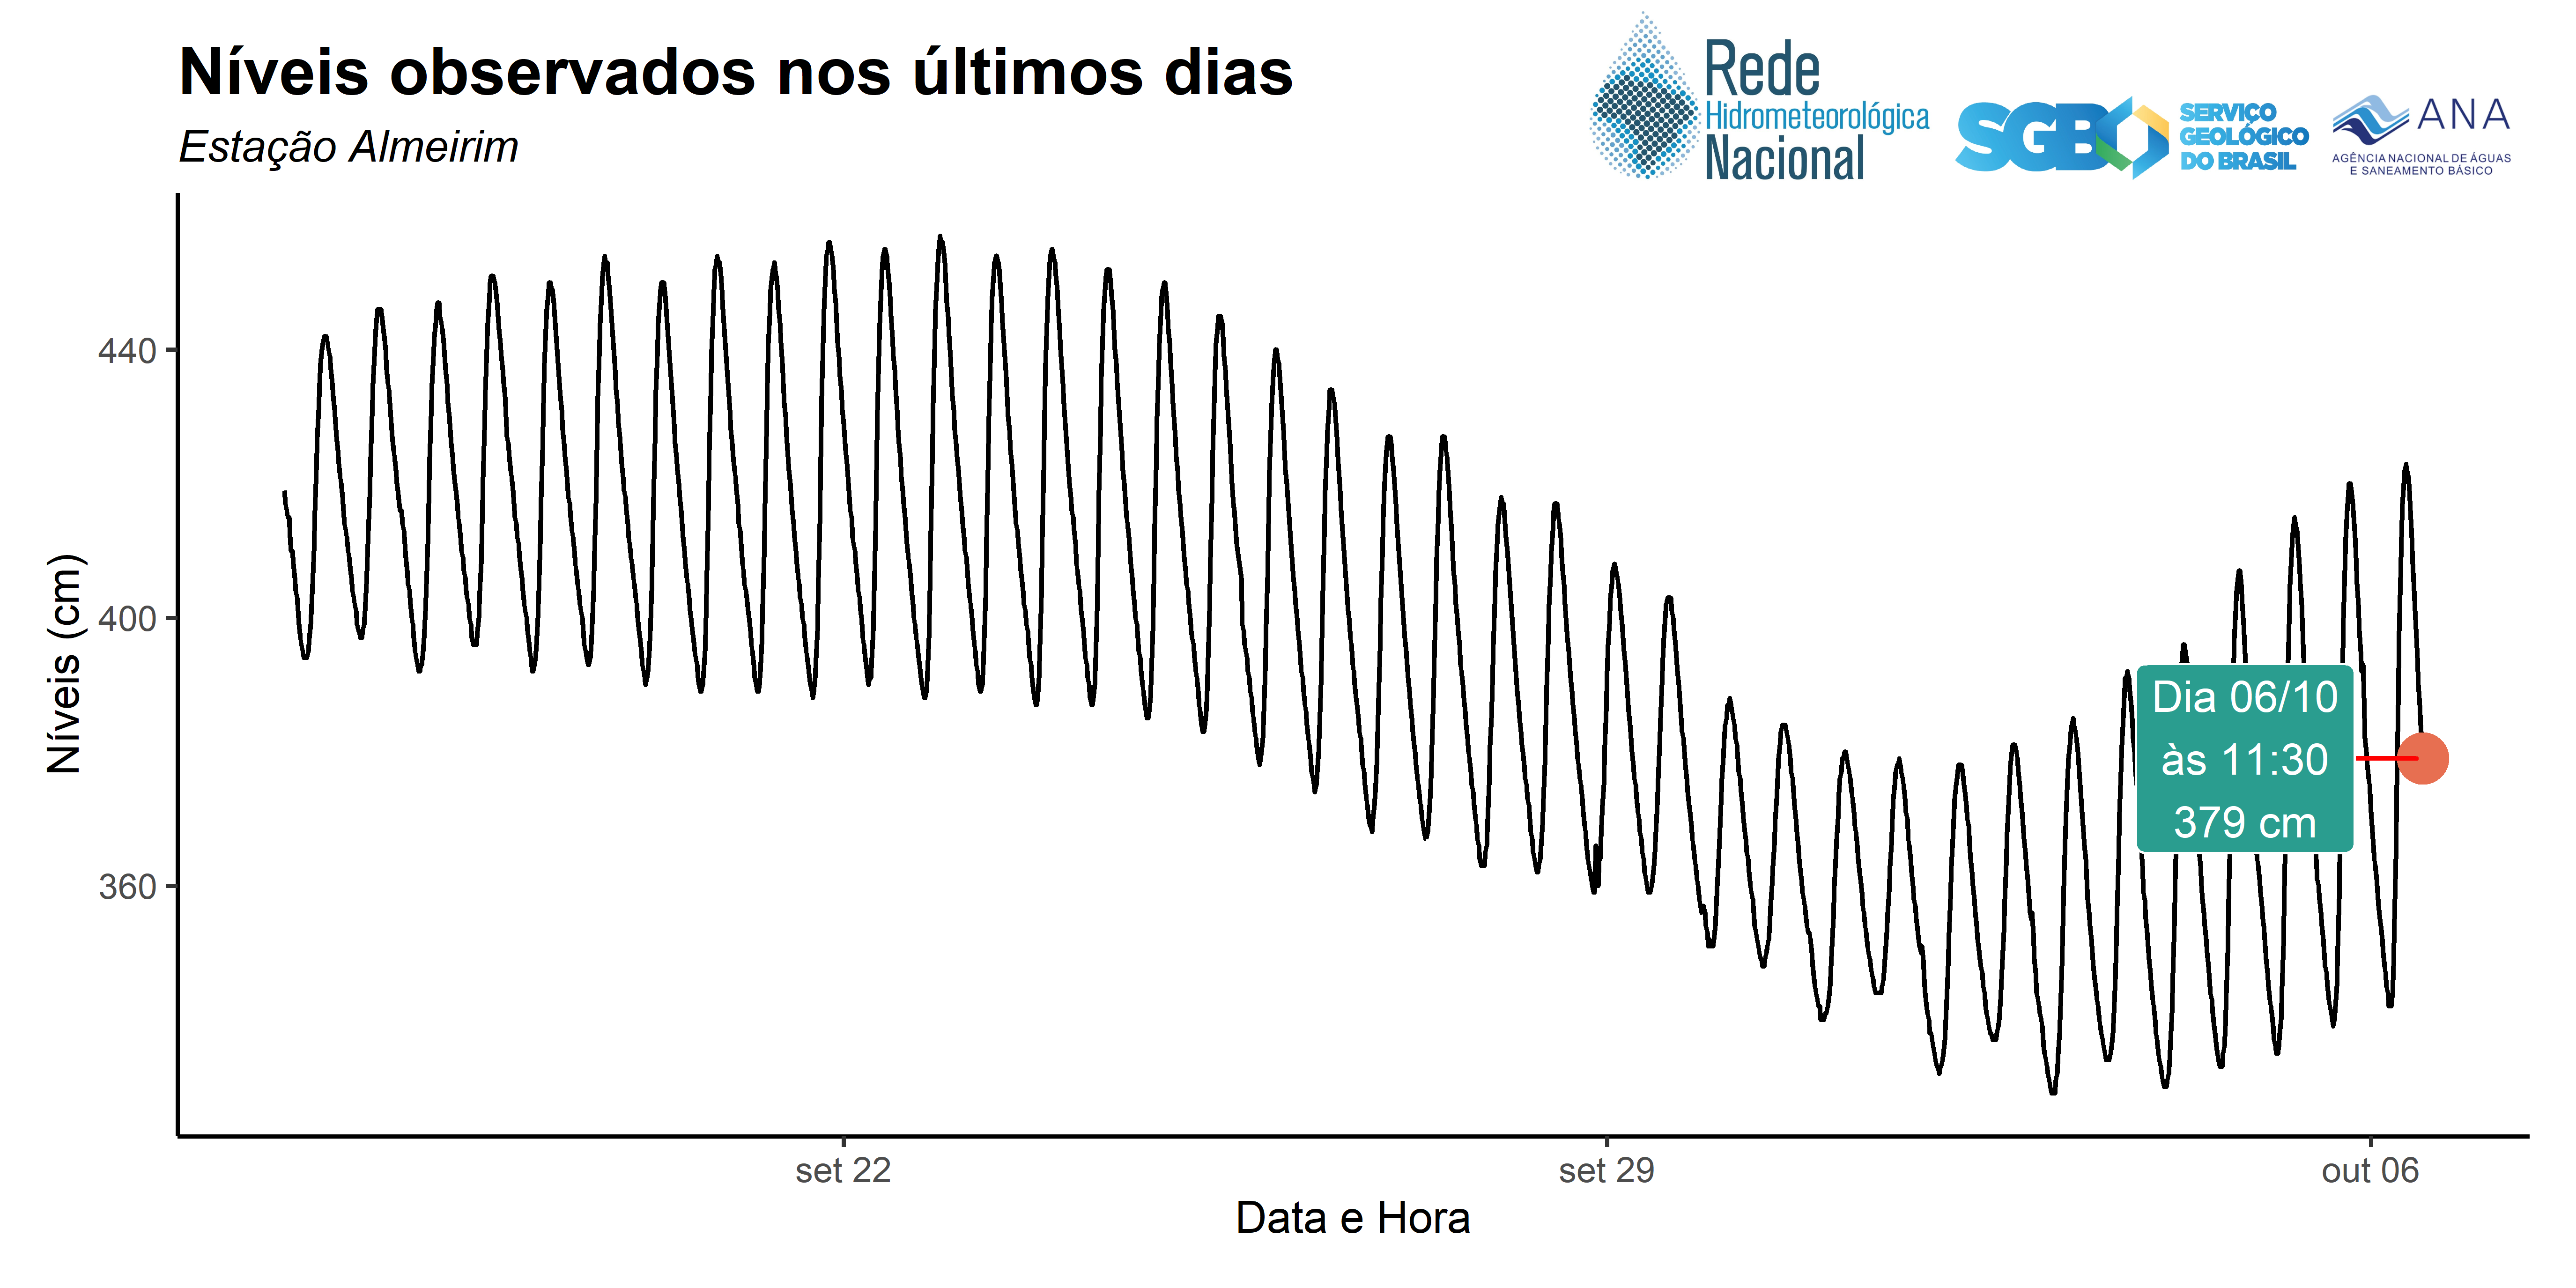 Níveis observados nos últimos dias
Estação Almeirim
Rede
Hidrometeorológica
Nacional
SGB
SERVIÇO
GEOLÓGICO
DO BRASIL
ANA
AGÊNCIA NACIONAL DE ÁGUAS
E SANEAMENTO BÁSICO
Níveis (cm)
440
400
360
Dia 06/10
às 11:30
379 cm
set 22
set 29
out 06
Data e Hora